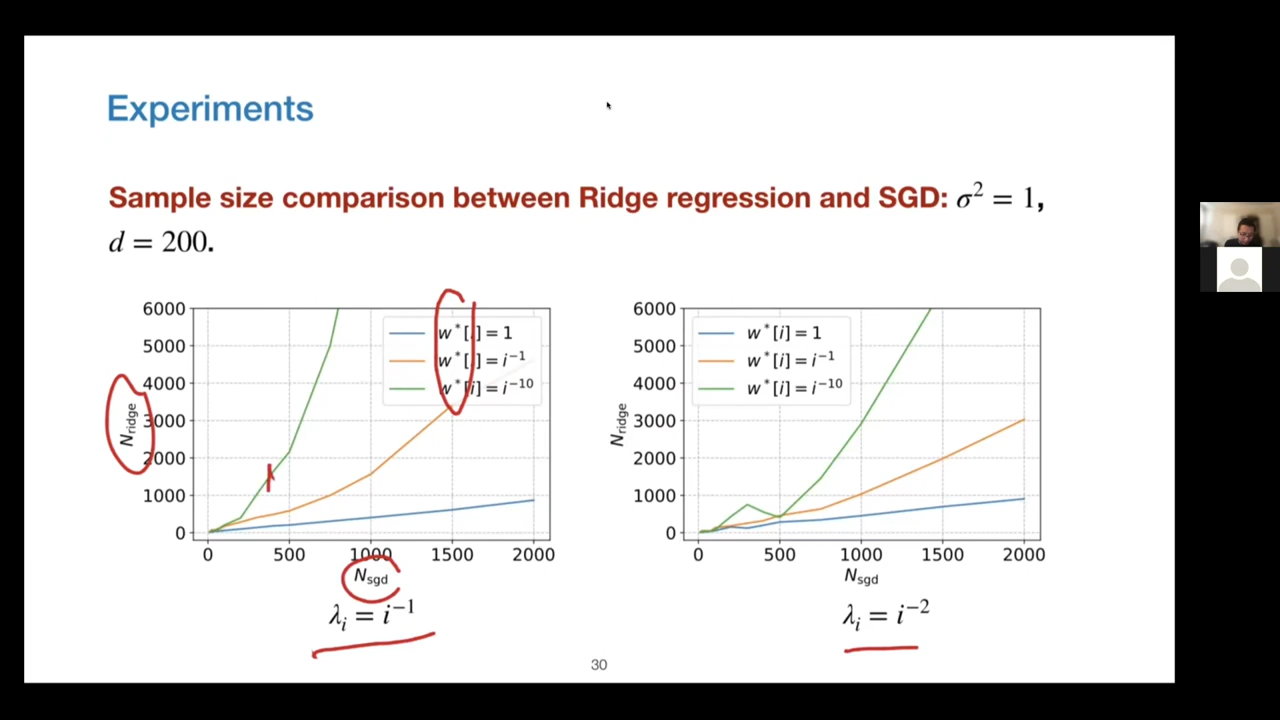 Experiments
Sample size comparison between Ridge regression and SGD: σ² = 1,
d = 200.
6000
5000
4000
3000
2000
1000
0
N_ridge
w*[i] = 1
w*[i] = i⁻¹
w*[i] = i⁻¹⁰
0 500 1000 1500 2000
N_sgd
λᵢ = i⁻¹
6000
5000
4000
3000
2000
1000
0
N_ridge
w*[i] = 1
w*[i] = i⁻¹
w*[i] = i⁻¹⁰
0 500 1000 1500 2000
N_sgd
λᵢ = i⁻²
30